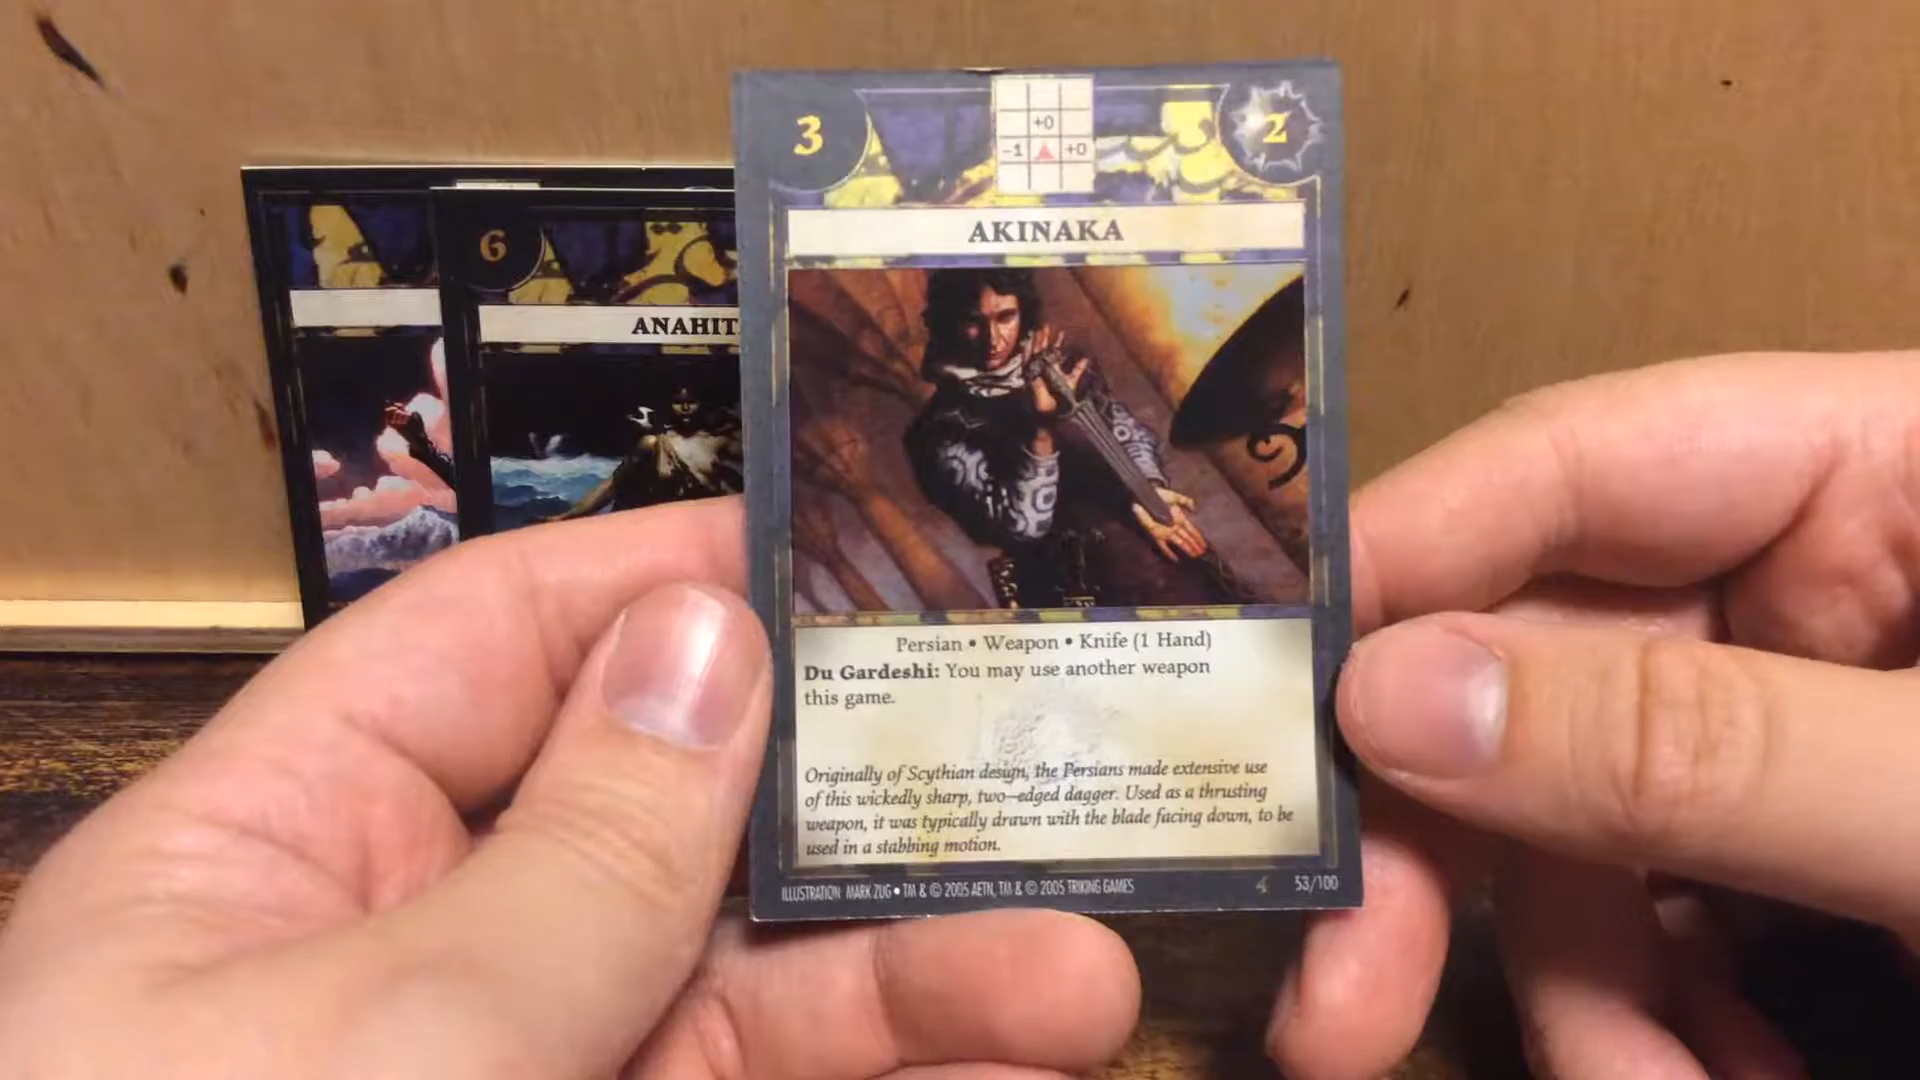 3
+0
-1
+0
2
AKINAKA
6
ANAHIT
Persian • Weapon • Knife (1 Hand)
Du Gardeshi: You may use another weapon
this game.
Originally of Scythian design, the Persians made extensive use
of this wickedly sharp, two-edged dagger. Used as a thrusting
weapon, it was typically drawn with the blade facing down, to be
used in a stabbing motion.
ILLUSTRATION: MARK ZUG • TM & © 2005 AETN, TM & © 2005 TRIKING GAMES
4
53/100